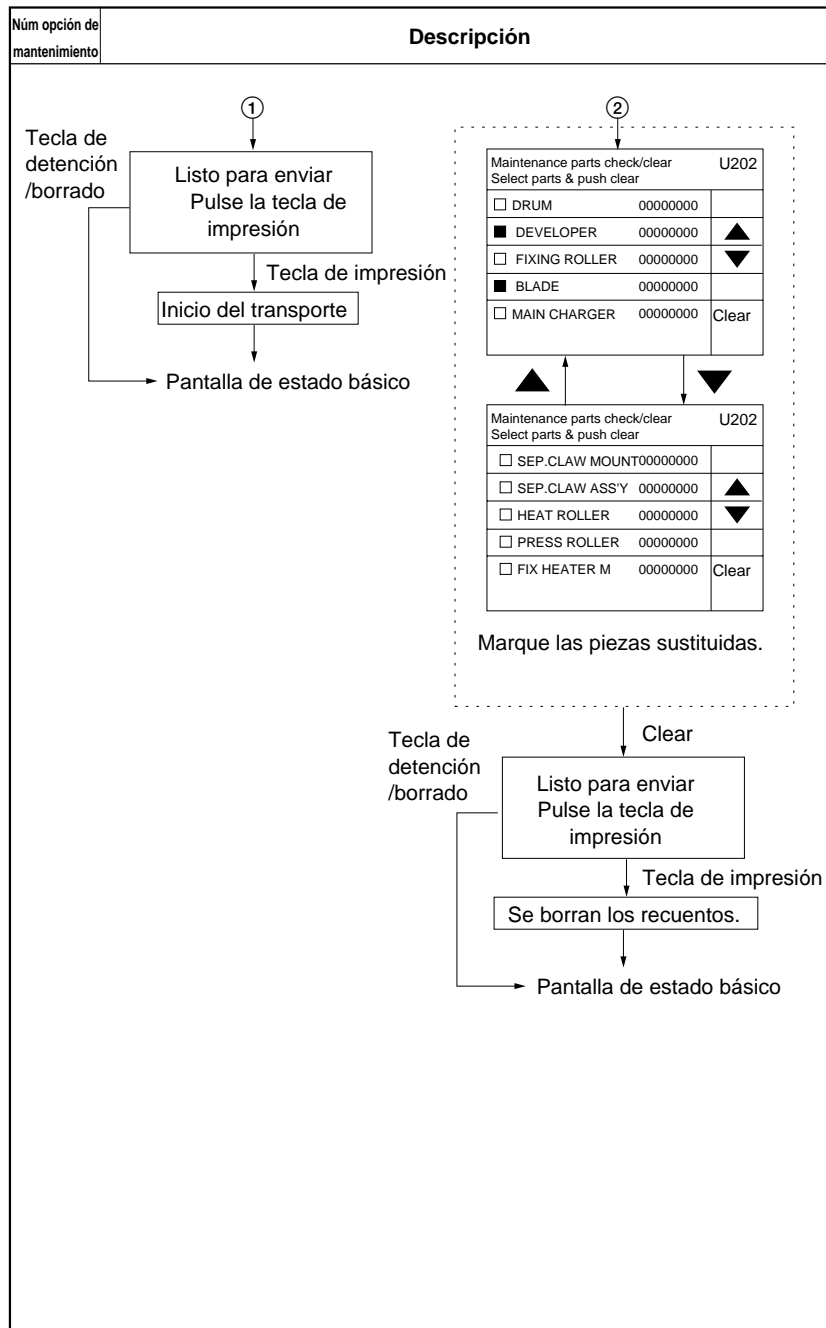 Núm opción de
mantenimiento
Descripción
①
Tecla de
detención
/borrado
Listo para enviar
Pulse la tecla de
impresión
Tecla de impresión
Inicio del transporte
Pantalla de estado básico
②
Maintenance parts check/clear U202
Select parts & push clear
DRUM 00000000
DEVELOPER 00000000
FIXING ROLLER 00000000
BLADE 00000000
MAIN CHARGER 00000000 Clear
Maintenance parts check/clear U202
Select parts & push clear
SEP.CLAW MOUNT00000000
SEP.CLAW ASS'Y 00000000
HEAT ROLLER 00000000
PRESS ROLLER 00000000
FIX HEATER M 00000000 Clear
Marque las piezas sustituidas.
Clear
Tecla de
detención
/borrado
Listo para enviar
Pulse la tecla de
impresión
Tecla de impresión
Se borran los recuentos.
Pantalla de estado básico